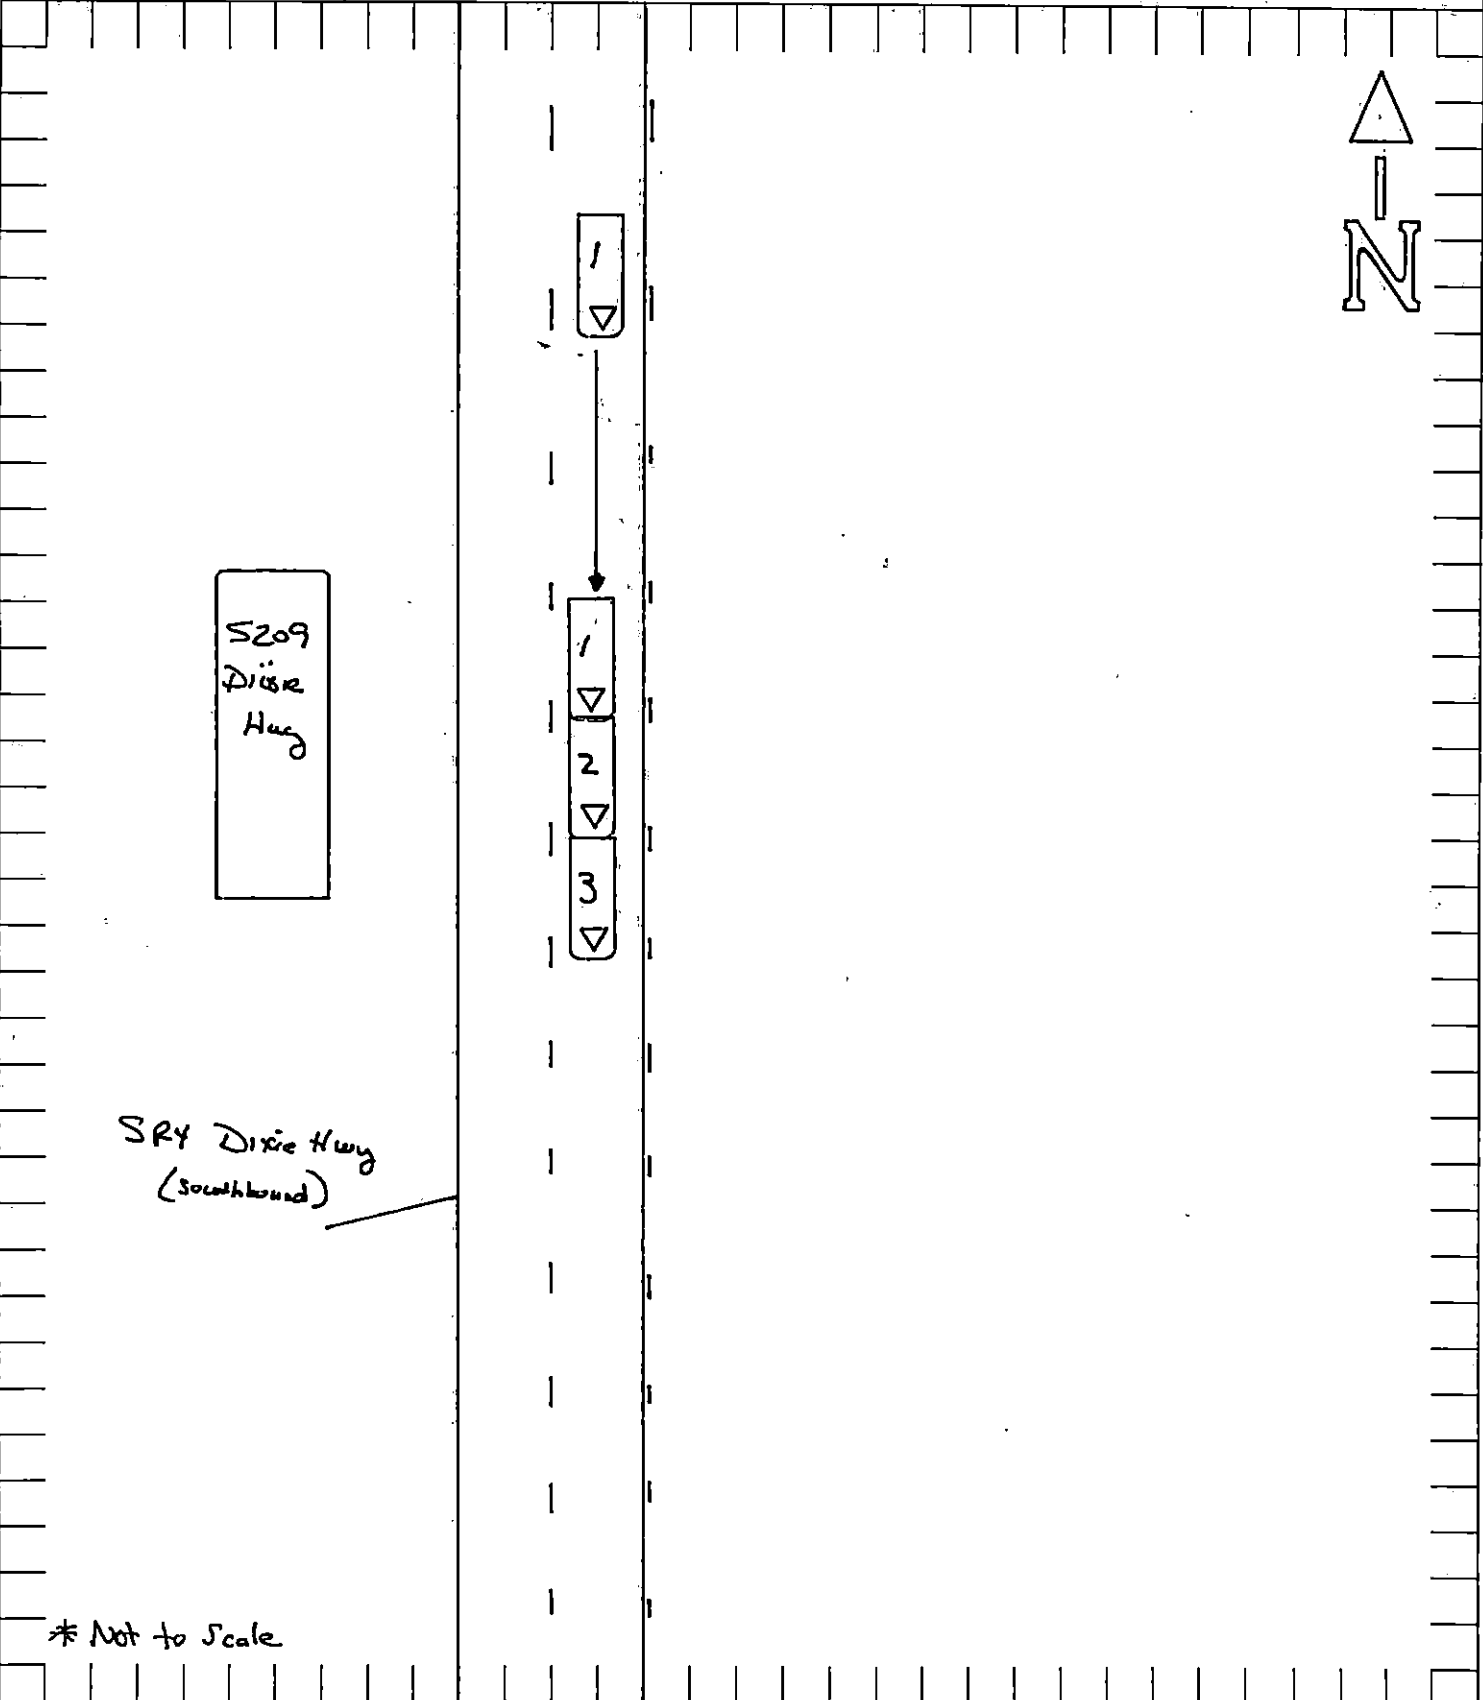 N
1
1
2
3
5209
Dixie
Hwy
SR4 Dixie Hwy
(southbound)
* Not to Scale